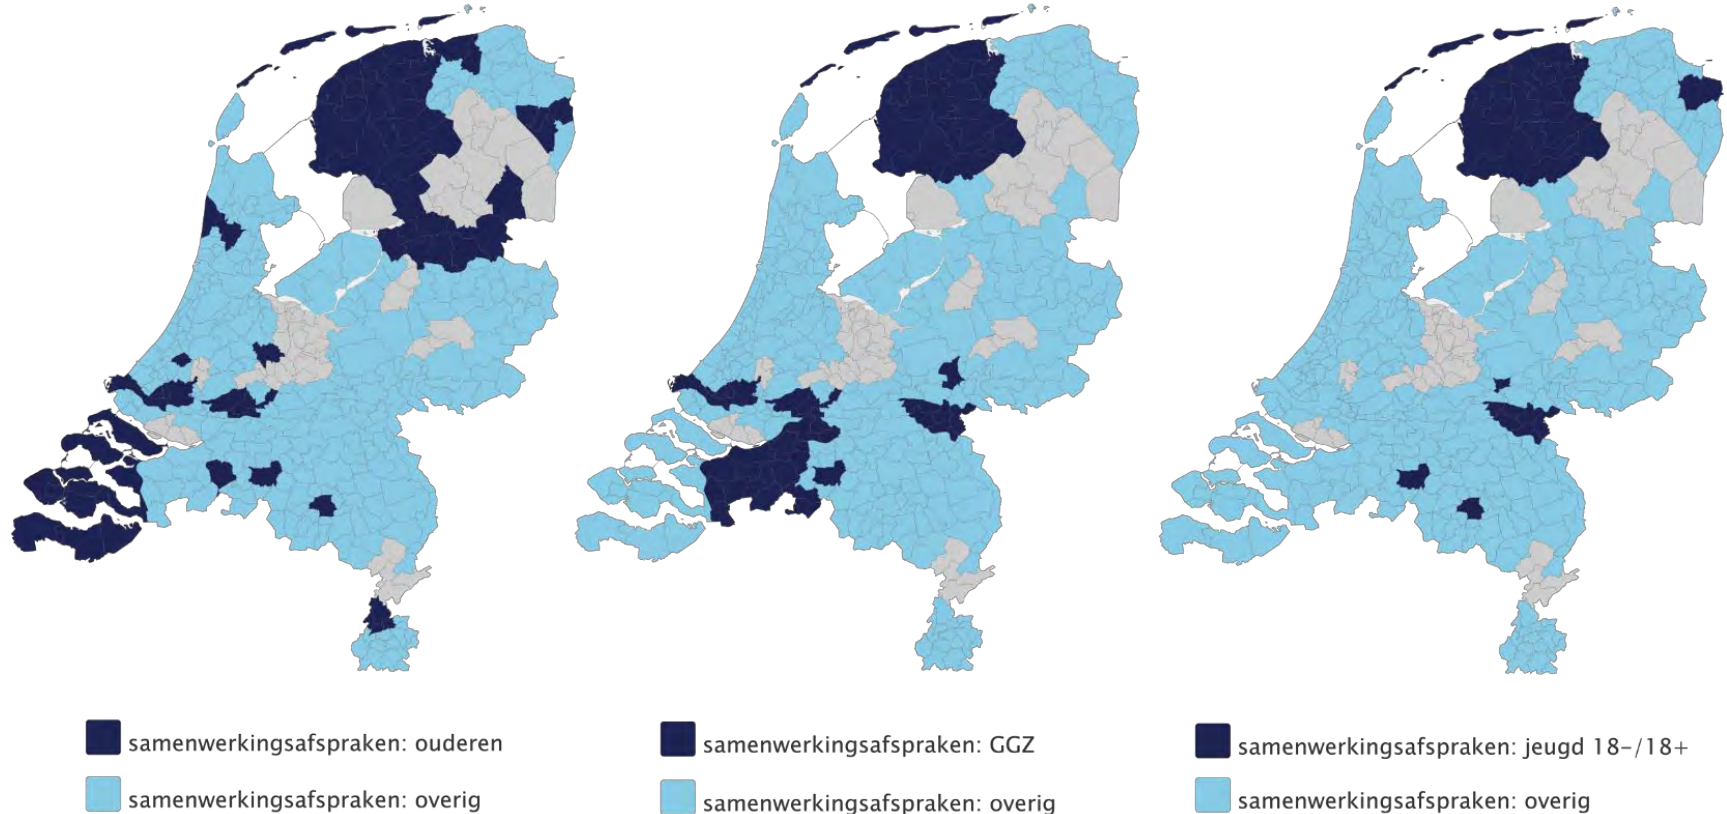 samenwerkingsafspraken: ouderen
samenwerkingsafspraken: overig
samenwerkingsafspraken: GGZ
samenwerkingsafspraken: overig
samenwerkingsafspraken: jeugd 18-/18+
samenwerkingsafspraken: overig